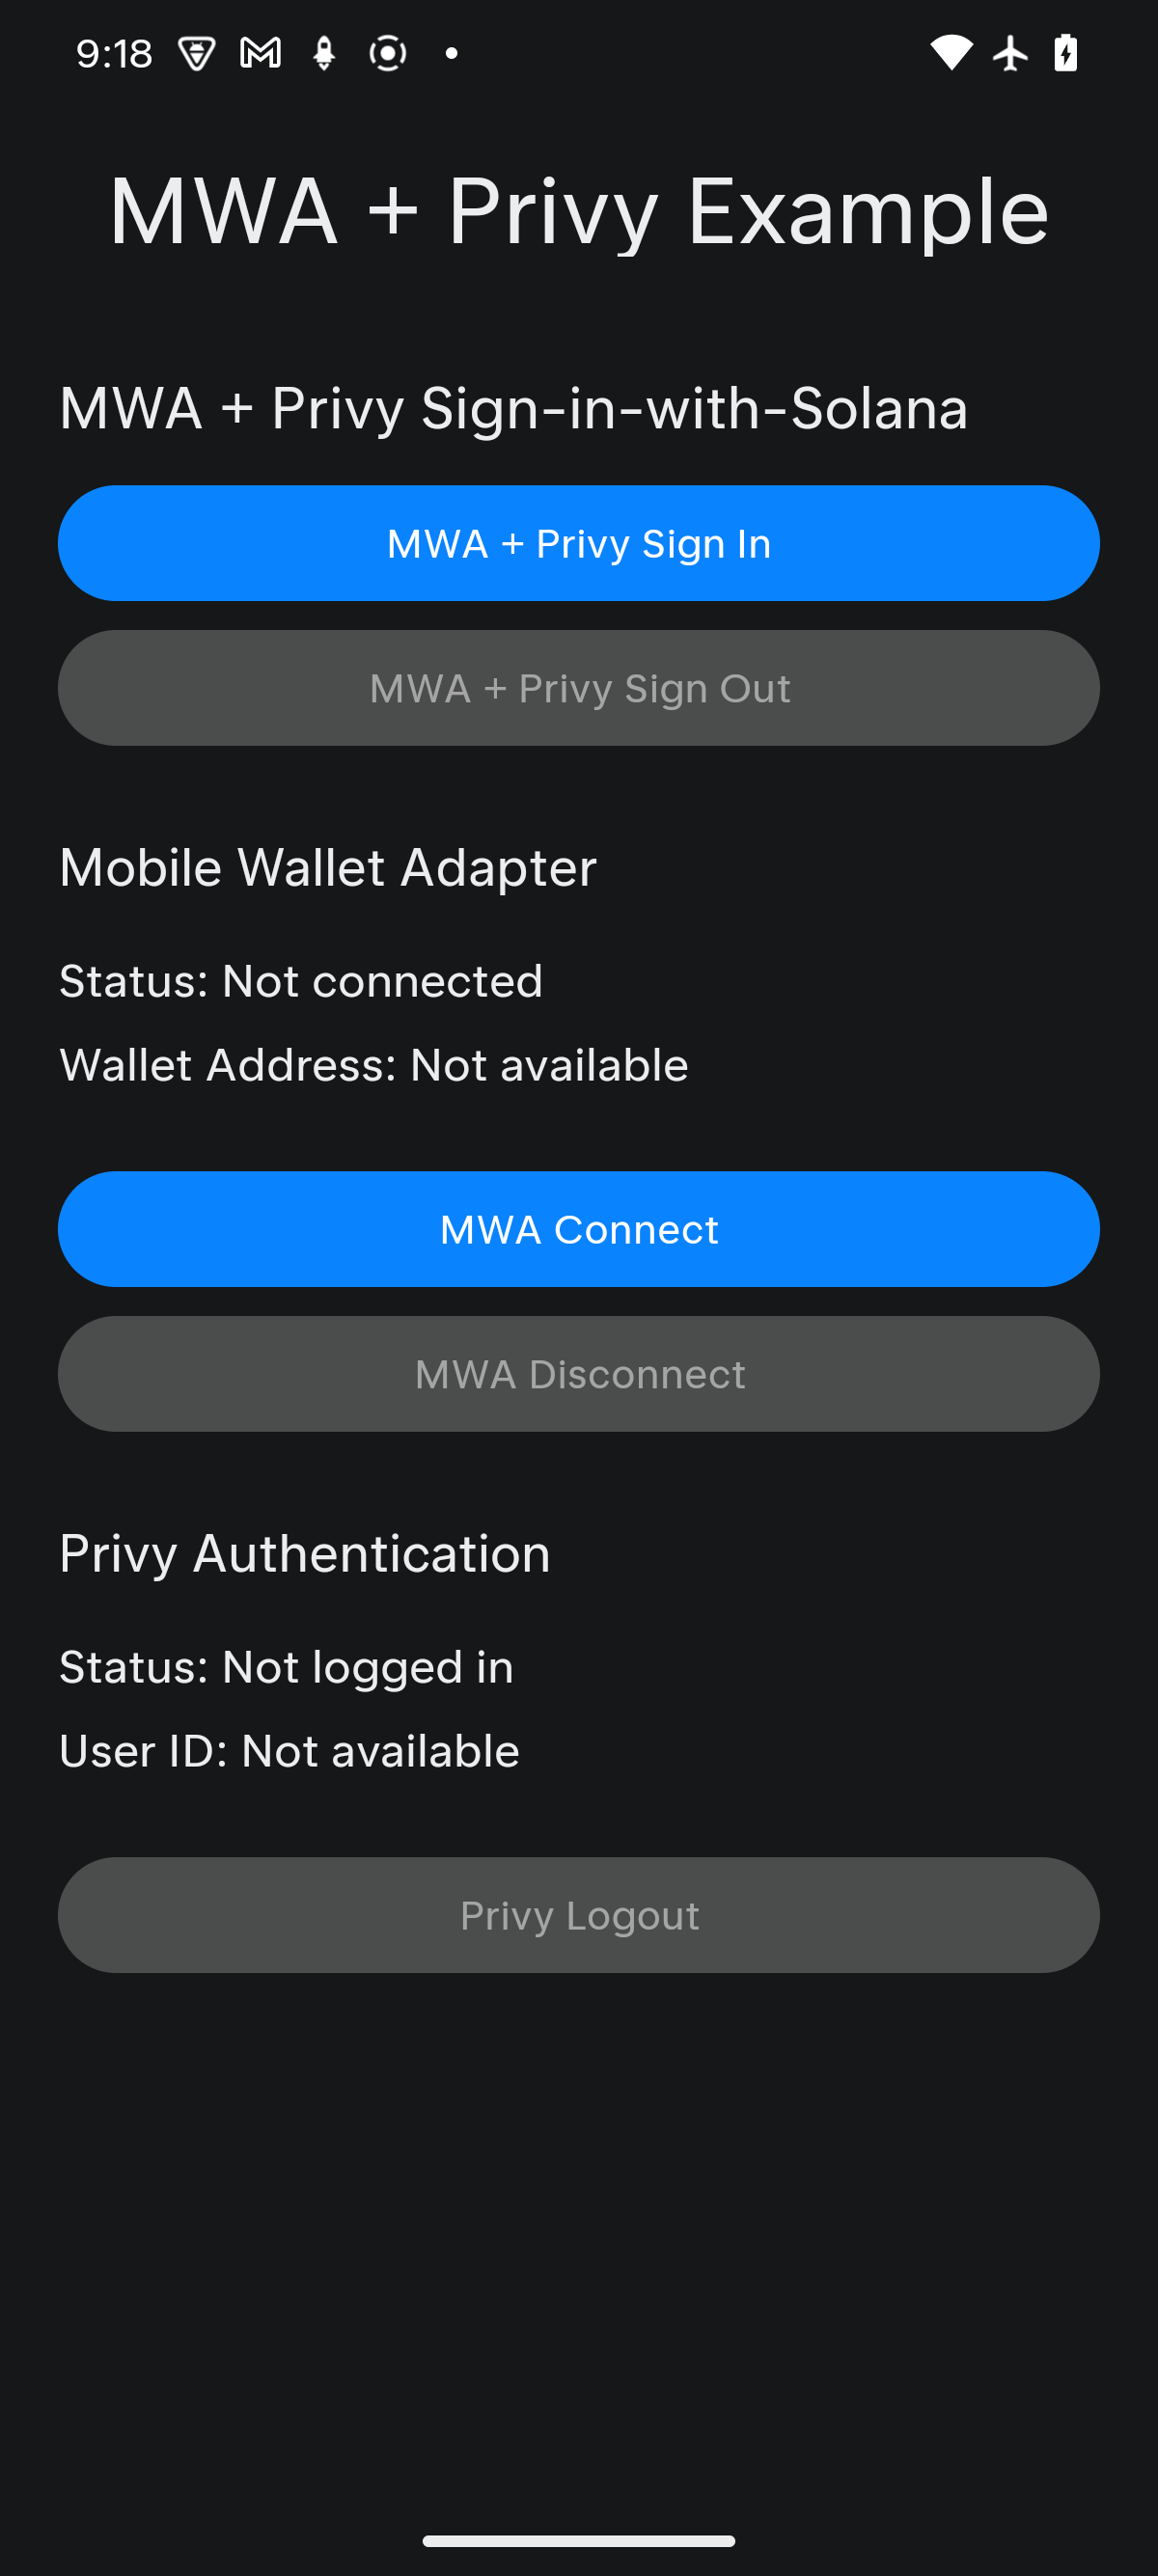 9:18
MWA + Privy Example
MWA + Privy Sign-in-with-Solana
MWA + Privy Sign In
MWA + Privy Sign Out
Mobile Wallet Adapter
Status: Not connected
Wallet Address: Not available
MWA Connect
MWA Disconnect
Privy Authentication
Status: Not logged in
User ID: Not available
Privy Logout